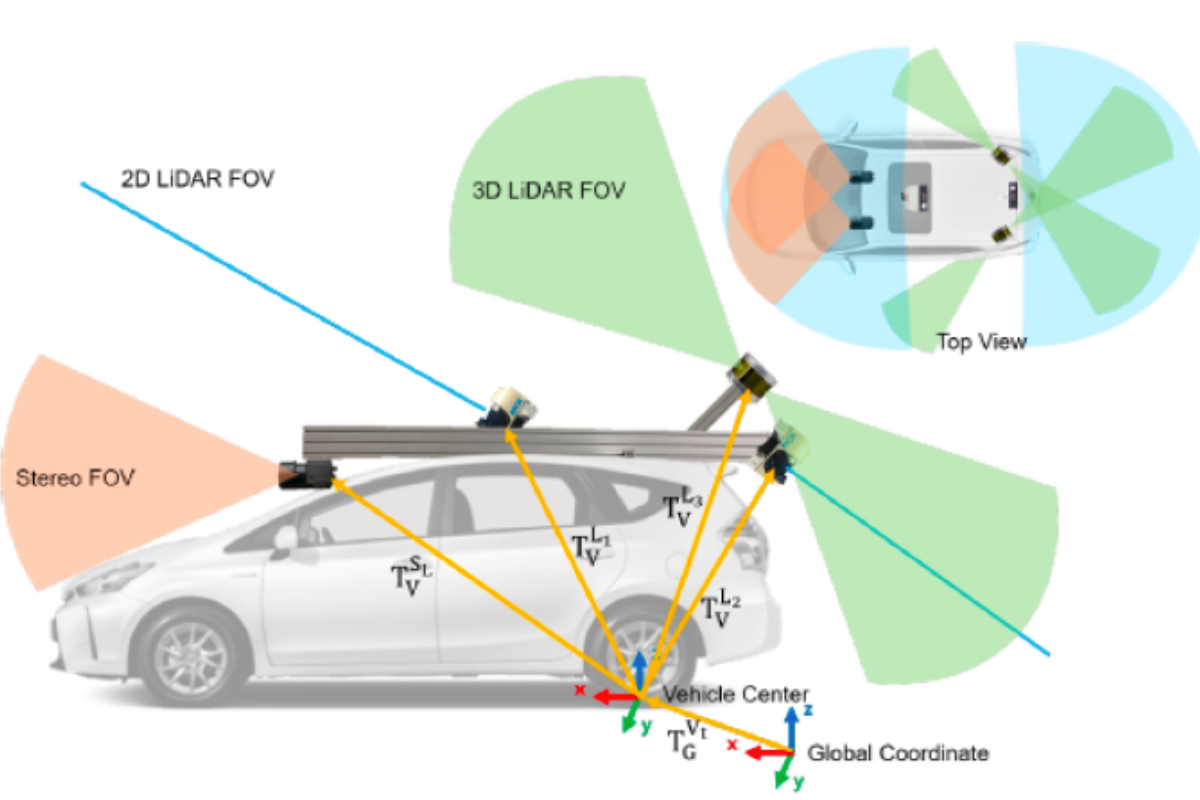 2D LiDAR FOV
3D LiDAR FOV
Top View
Stereo FOV
T_V^{L_3}
T_V^{L_1}
T_V^{S_L}
T_V^{L_2}
x
Vehicle Center
y
z
T_G^{V_t}
x
Global Coordinate
y